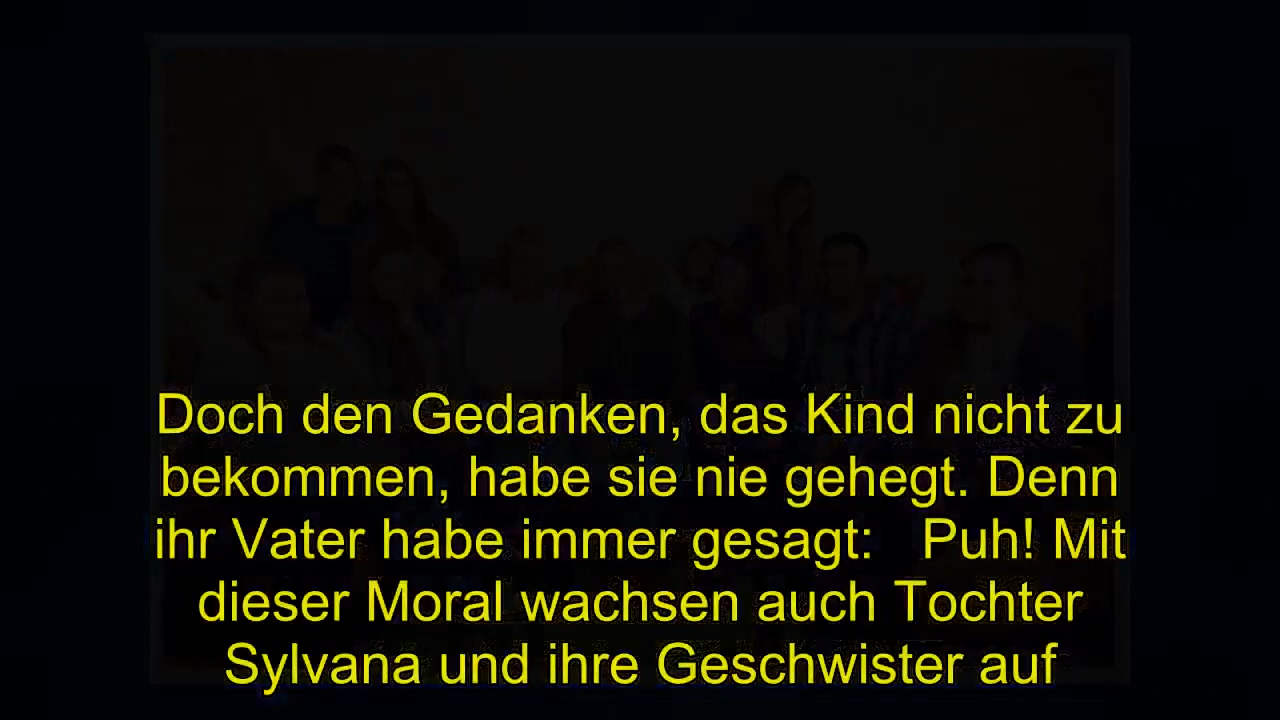 Doch den Gedanken, das Kind nicht zu
bekommen, habe sie nie gehegt. Denn
ihr Vater habe immer gesagt:   Puh! Mit
dieser Moral wachsen auch Tochter
Sylvana und ihre Geschwister auf